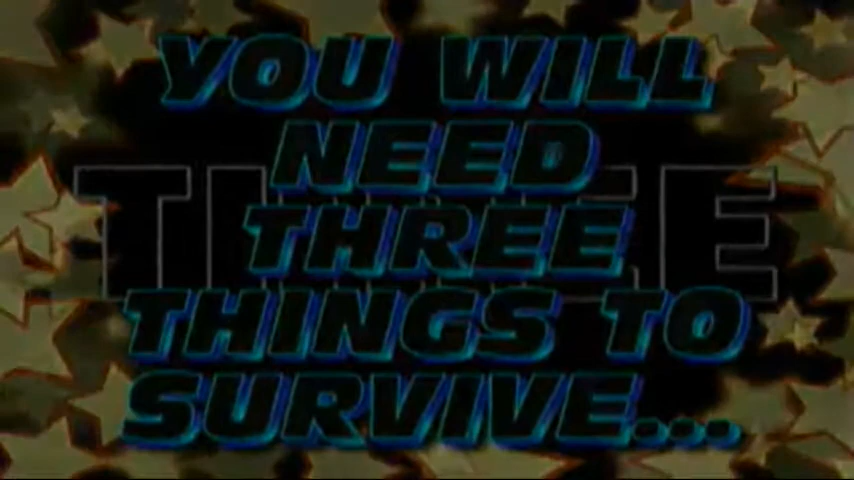 YOU WILL
NEED
THREE
THINGS TO
SURVIVE....